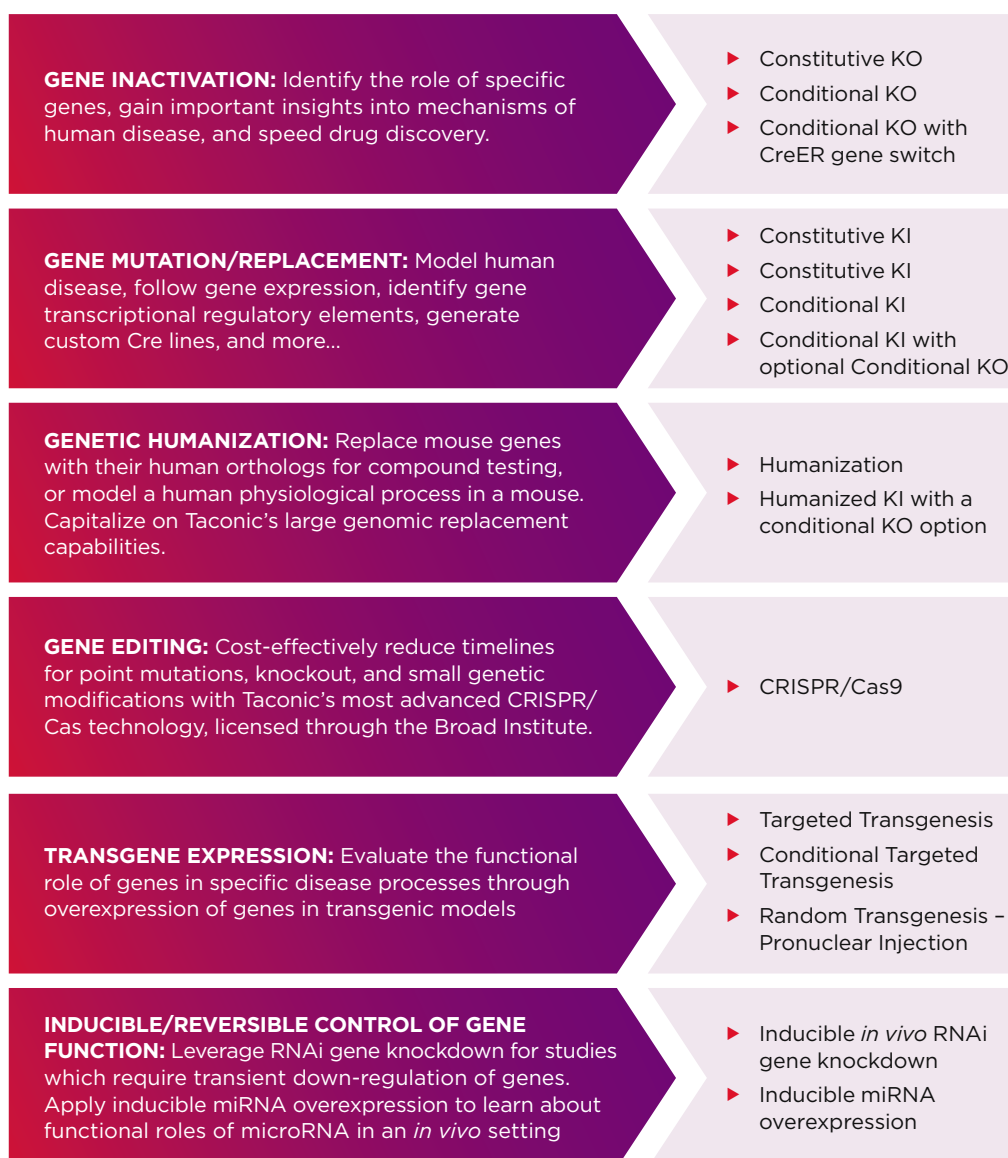 GENE INACTIVATION: Identify the role of specific
genes, gain important insights into mechanisms of
human disease, and speed drug discovery.
Constitutive KO
Conditional KO
Conditional KO with
CreER gene switch
GENE MUTATION/REPLACEMENT: Model human
disease, follow gene expression, identify gene
transcriptional regulatory elements, generate
custom Cre lines, and more...
Constitutive KI
Constitutive KI
Conditional KI
Conditional KI with
optional Conditional KO
GENETIC HUMANIZATION: Replace mouse genes
with their human orthologs for compound testing,
or model a human physiological process in a mouse.
Capitalize on Taconic’s large genomic replacement
capabilities.
Humanization
Humanized KI with a
conditional KO option
GENE EDITING: Cost-effectively reduce timelines
for point mutations, knockout, and small genetic
modifications with Taconic’s most advanced CRISPR/
Cas technology, licensed through the Broad Institute.
CRISPR/Cas9
TRANSGENE EXPRESSION: Evaluate the functional
role of genes in specific disease processes through
overexpression of genes in transgenic models
Targeted Transgenesis
Conditional Targeted
Transgenesis
Random Transgenesis –
Pronuclear Injection
INDUCIBLE/REVERSIBLE CONTROL OF GENE
FUNCTION: Leverage RNAi gene knockdown for studies
which require transient down-regulation of genes.
Apply inducible miRNA overexpression to learn about
functional roles of microRNA in an in vivo setting
Inducible in vivo RNAi
gene knockdown
Inducible miRNA
overexpression